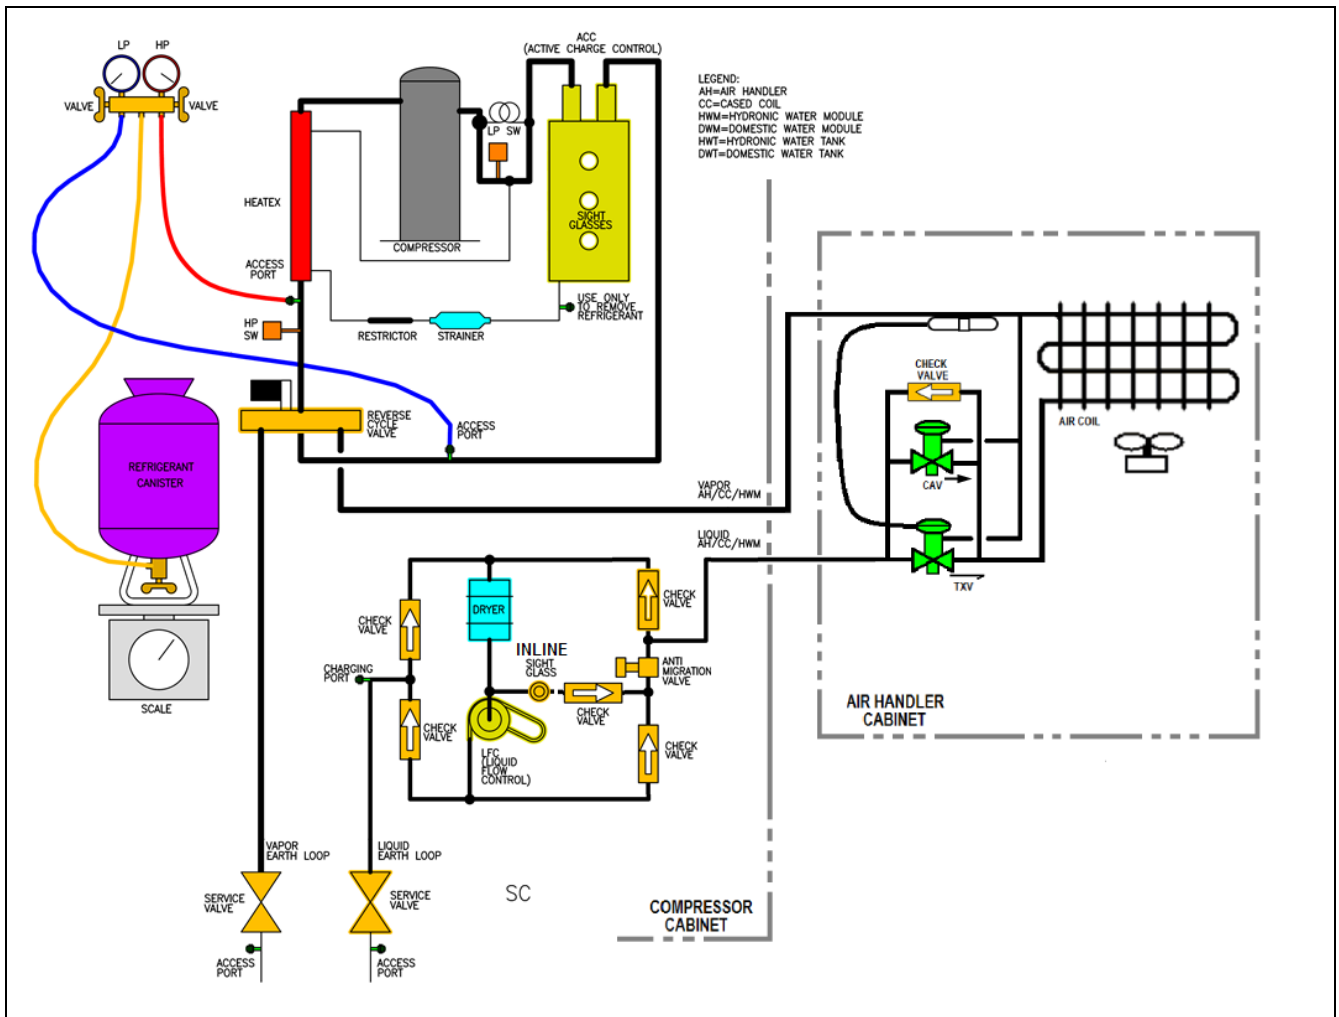 LP HP
VALVE VALVE
ACC
(ACTIVE CHARGE CONTROL)
LEGEND:
AH=AIR HANDLER
CC=CASED COIL
HWM=HYDRONIC WATER MODULE
DWM=DOMESTIC WATER MODULE
HWT=HYDRONIC WATER TANK
DWT=DOMESTIC WATER TANK
LP SW
HEATEX
SIGHT
GLASSES
COMPRESSOR
ACCESS
PORT
USE ONLY
TO REMOVE
REFRIGERANT
HP
SW
RESTRICTOR
STRAINER
CHECK
VALVE
AIR COIL
REVERSE
CYCLE
VALVE
ACCESS
PORT
REFRIGERANT
CANISTER
CAV
VAPOR
AH/CC/HWM
LIQUID
AH/CC/HWM
TXV
DRYER
CHECK
VALVE
CHECK
VALVE
INLINE
SIGHT
GLASS
ANTI
MIGRATION
VALVE
CHARGING
PORT
CHECK
VALVE
CHECK
VALVE
CHECK
VALVE
LFC
(LIQUID
FLOW
CONTROL)
SCALE
AIR HANDLER
CABINET
VAPOR
EARTH LOOP
LIQUID
EARTH LOOP
SERVICE
VALVE
SERVICE
VALVE
SC
COMPRESSOR
CABINET
ACCESS
PORT
ACCESS
PORT